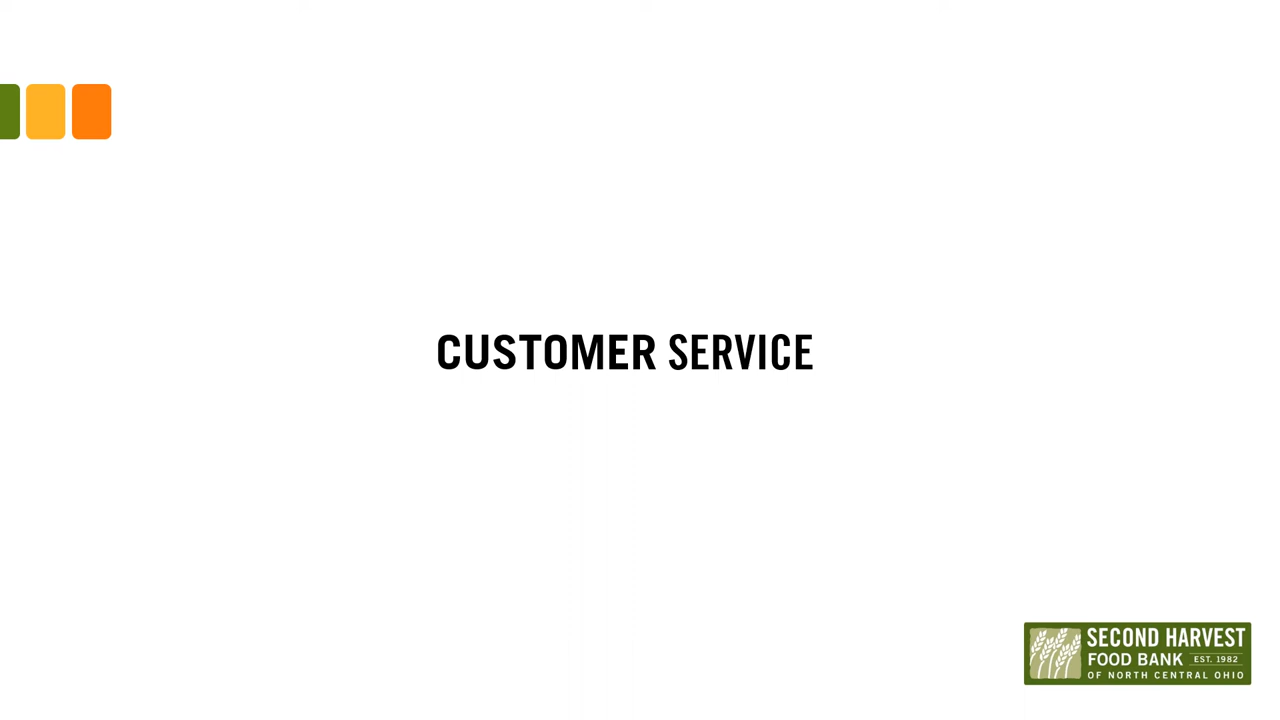 CUSTOMER SERVICE
SECOND HARVEST
FOOD BANK EST. 1982
OF NORTH CENTRAL OHIO